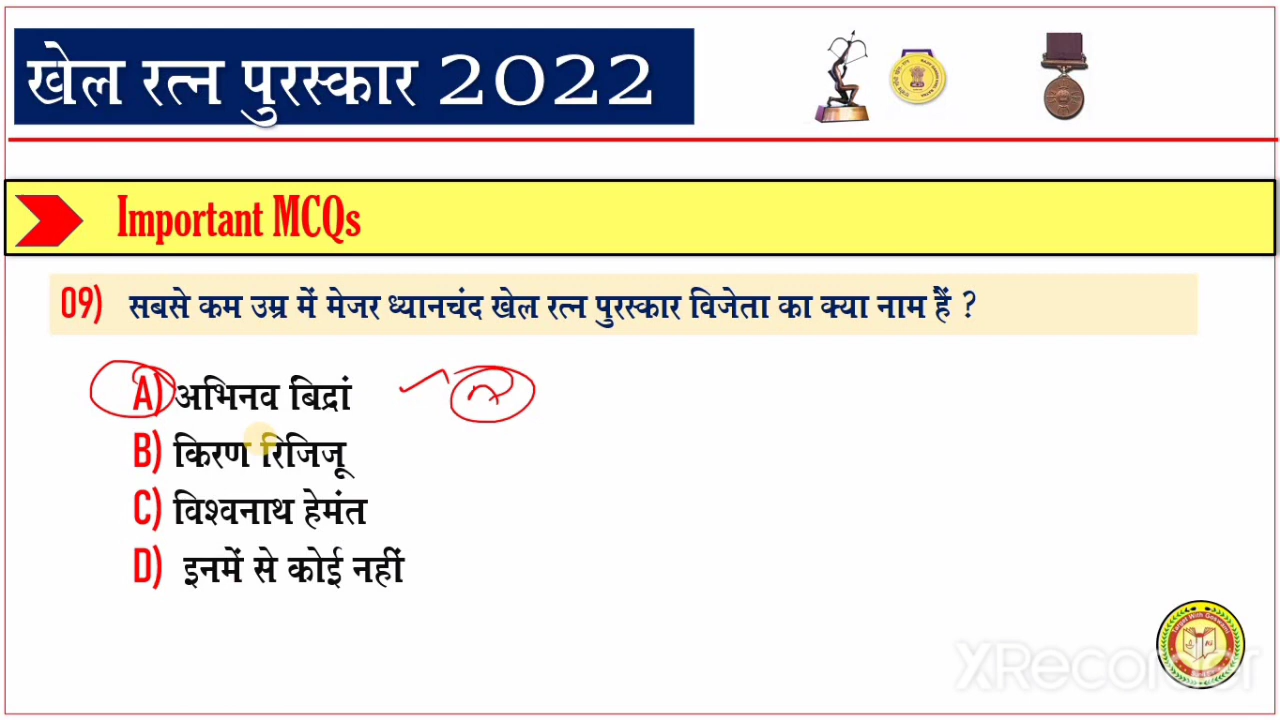 खेल रत्न पुरस्कार 2022
Important MCQs
09) सबसे कम उम्र में मेजर ध्यानचंद खेल रत्न पुरस्कार विजेता का क्या नाम हैं ?
A) अभिनव बिद्रां
B) किरण रिजिजू
C) विश्वनाथ हेमंत
D) इनमें से कोई नहीं
XRecorder